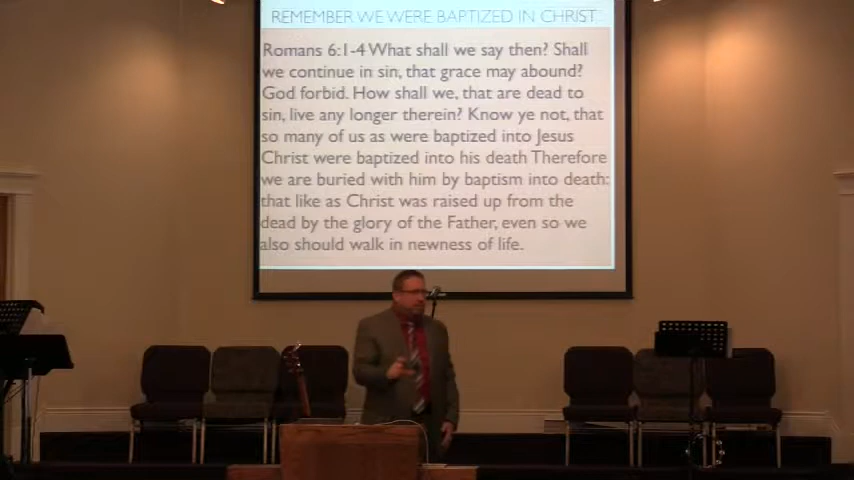 REMEMBER WE WERE BAPTIZED IN CHRIST
Romans 6:1-4 What shall we say then? Shall
we continue in sin, that grace may abound?
God forbid. How shall we, that are dead to
sin, live any longer therein? Know ye not, that
so many of us as were baptized into Jesus
Christ were baptized into his death Therefore
we are buried with him by baptism into death:
that like as Christ was raised up from the
dead by the glory of the Father, even so we
also should walk in newness of life.